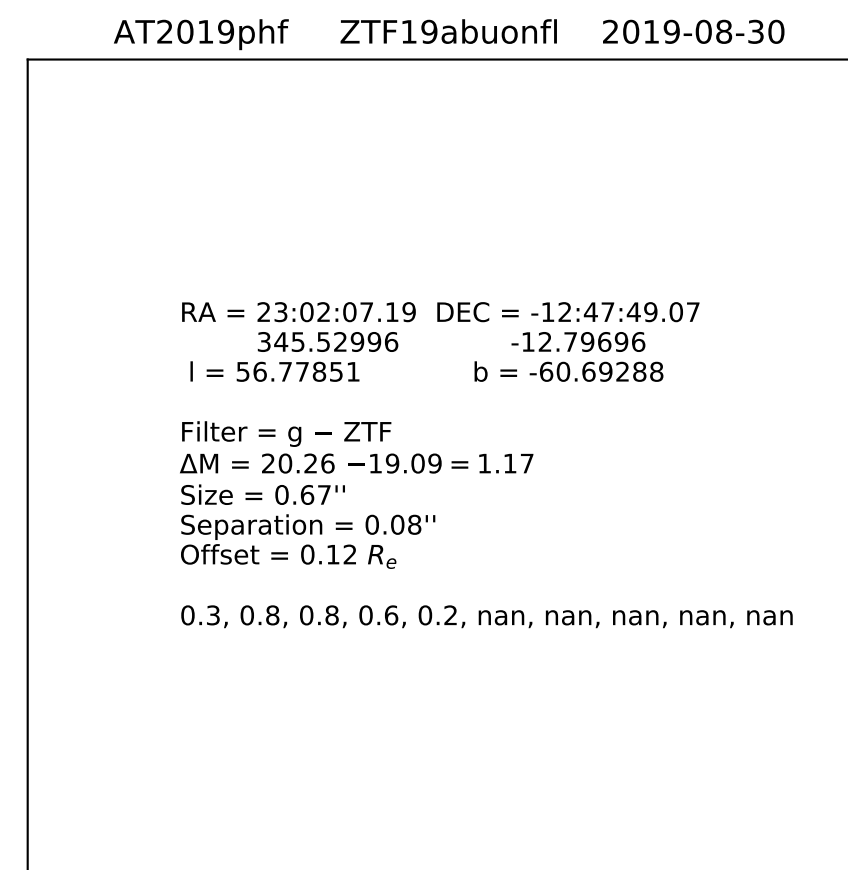 AT2019phf ZTF19abuonfl 2019-08-30
RA = 23:02:07.19 DEC = -12:47:49.07
345.52996 -12.79696
l = 56.77851 b = -60.69288
Filter = g − ZTF
ΔM = 20.26 −19.09 = 1.17
Size = 0.67''
Separation = 0.08''
Offset = 0.12 Re
0.3, 0.8, 0.8, 0.6, 0.2, nan, nan, nan, nan, nan